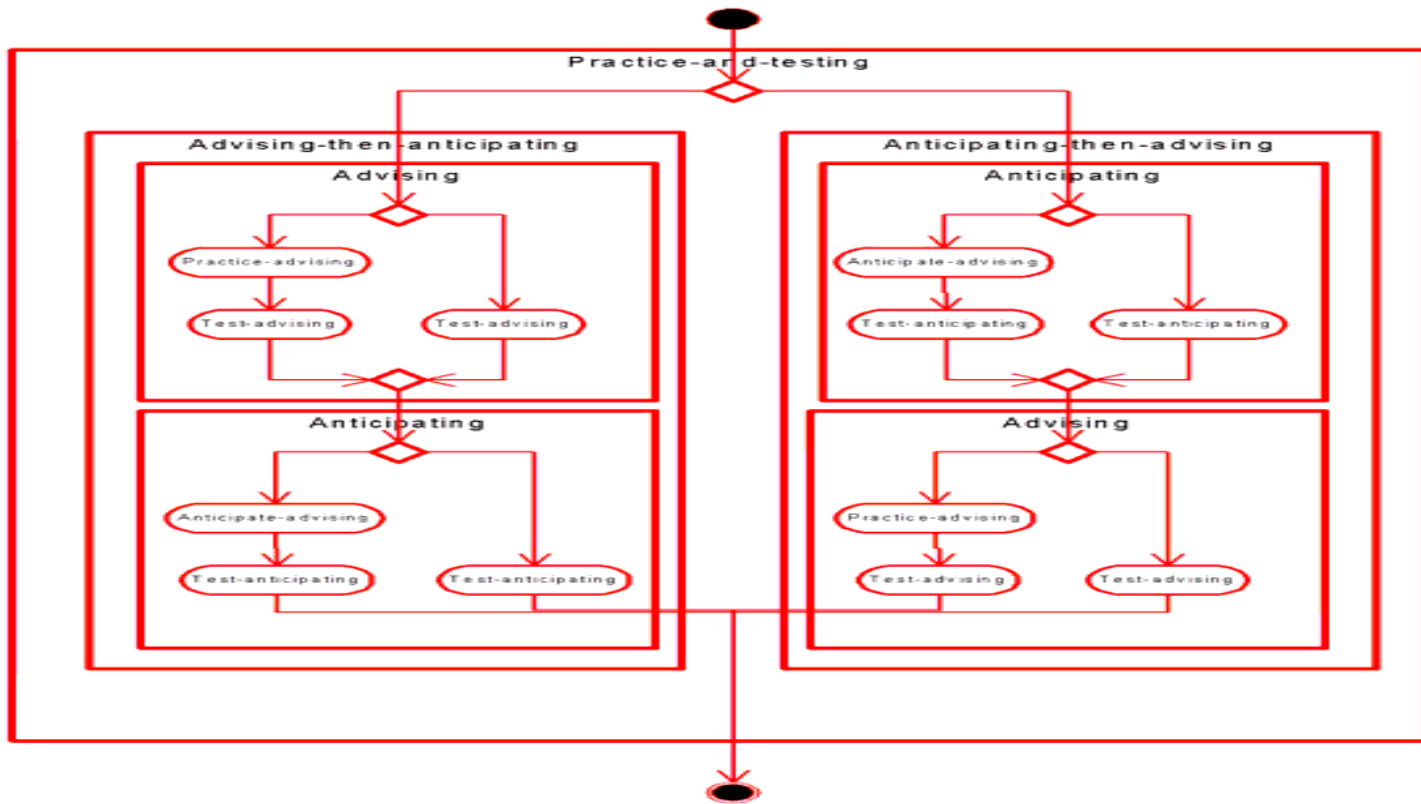 Practice-and-testing
Advising-then-anticipating
Advising
Practice-advising
Test-advising
Test-advising
Anticipating
Anticipate-advising
Test-anticipating
Test-anticipating
Anticipating-then-advising
Anticipating
Anticipate-advising
Test-anticipating
Test-anticipating
Advising
Practice-advising
Test-advising
Test-advising